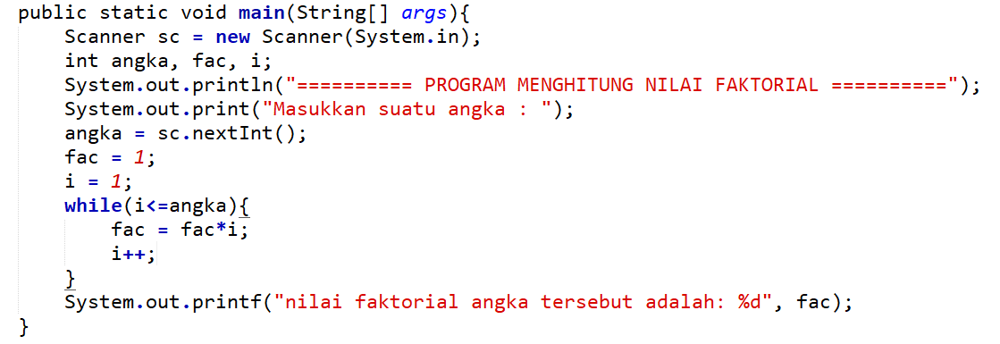 public static void main(String[] args){
Scanner sc = new Scanner(System.in);
int angka, fac, i;
System.out.println("========== PROGRAM MENGHITUNG NILAI FAKTORIAL ==========");
System.out.print("Masukkan suatu angka : ");
angka = sc.nextInt();
fac = 1;
i = 1;
while(i<=angka){
fac = fac*i;
i++;
}
System.out.printf("nilai faktorial angka tersebut adalah: %d", fac);
}